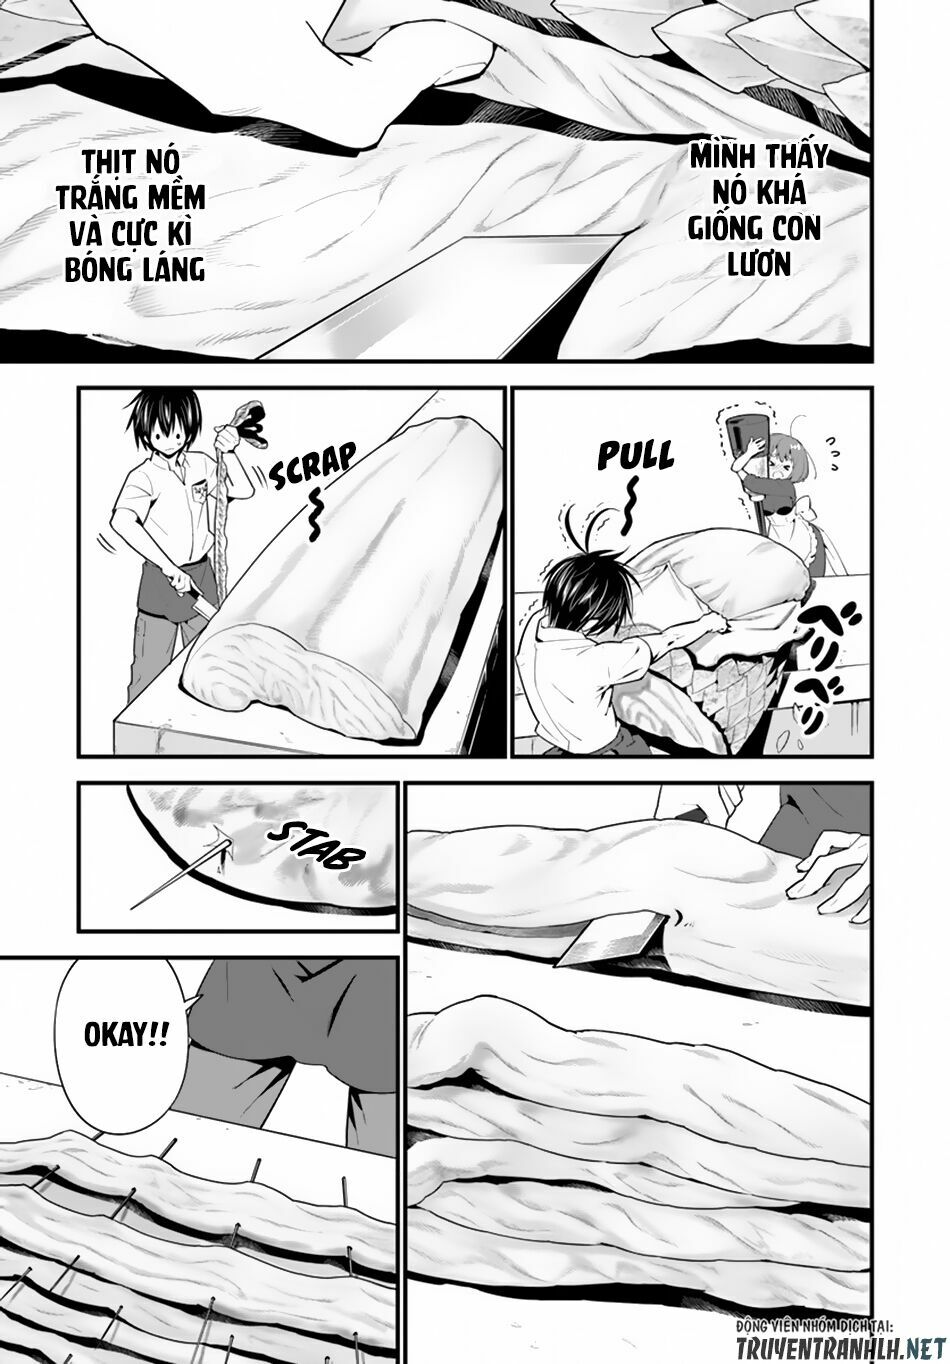 MÌNH THẤY
NÓ KHÁ
GIỐNG CON
LƯƠN
THỊT NÓ
TRẮNG MỀM
VÀ CỰC KÌ
BÓNG LÁNG
PULL
ベリ
ベリ
SCRAP
STAB
OKAY!!
ĐỘNG VIÊN NHÓM DỊCH TẠI:
TRUYENTRANHLH.NET